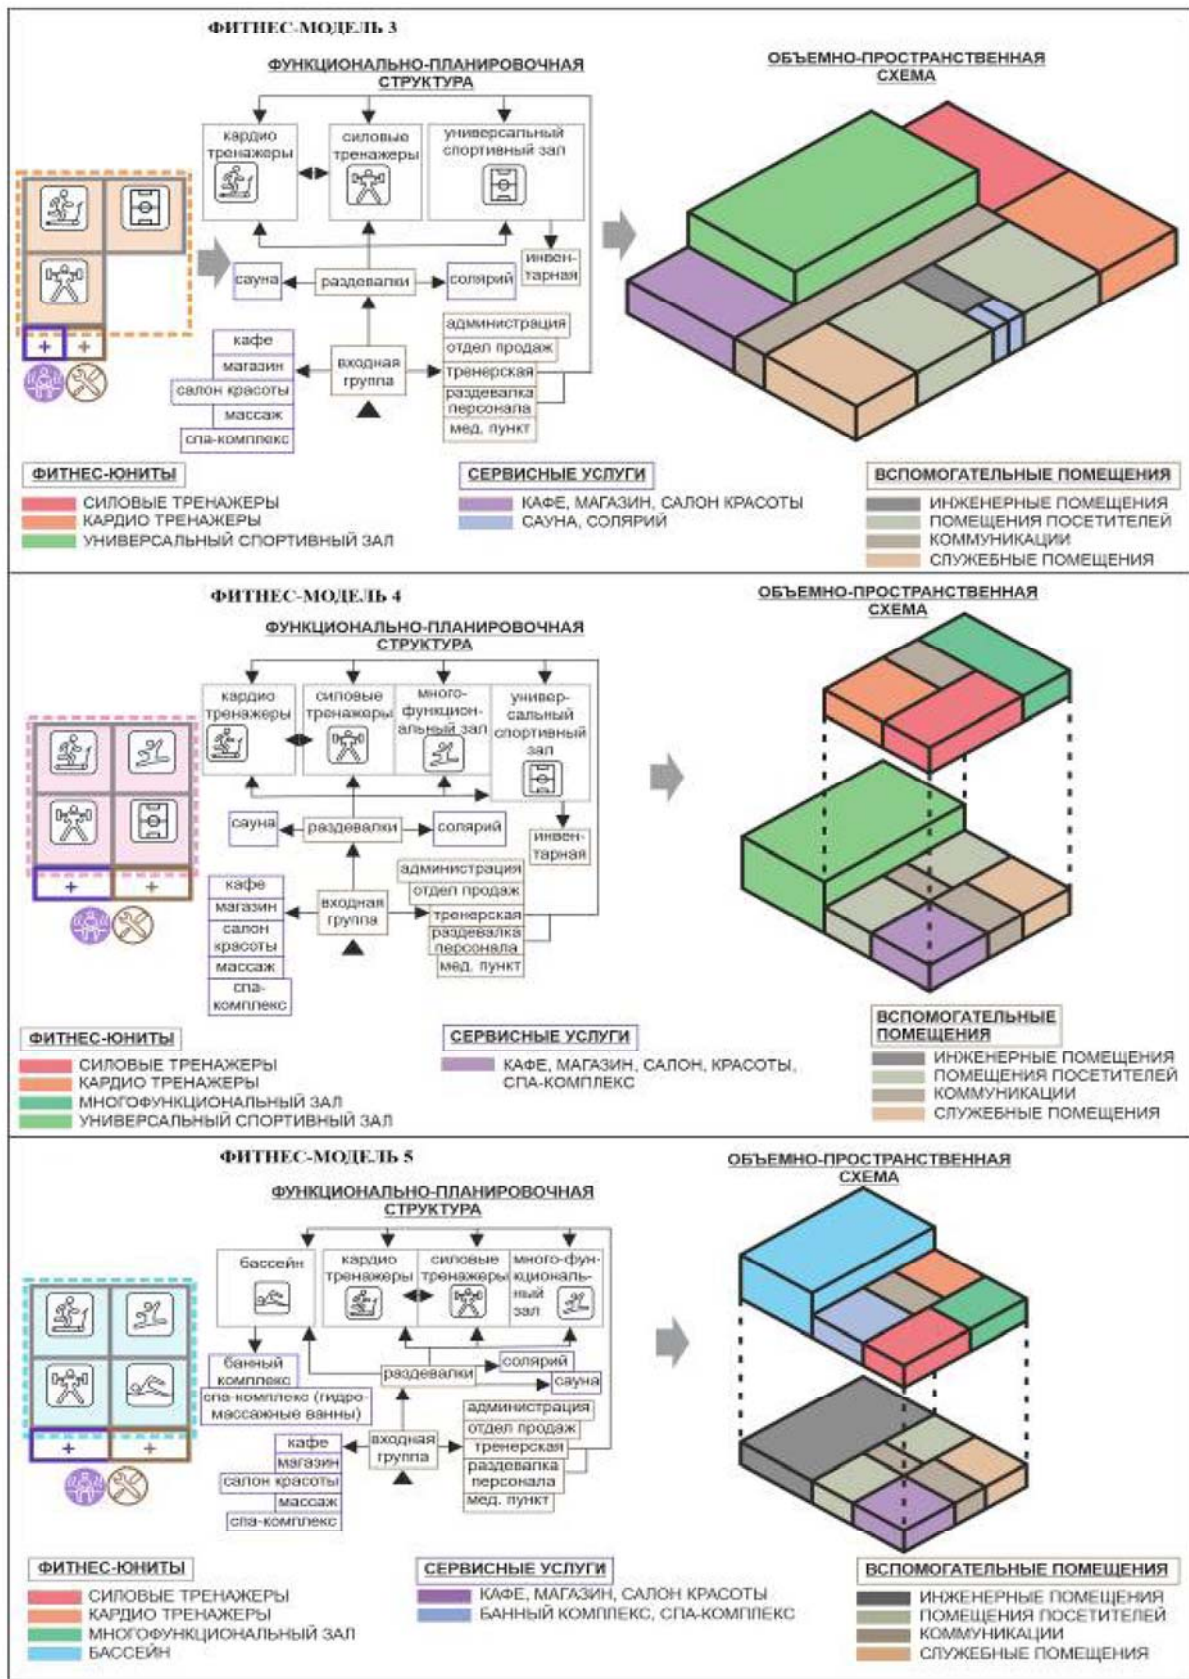 ФИТНЕС-МОДЕЛЬ 3
ФУНКЦИОНАЛЬНО-ПЛАНИРОВОЧНАЯ
СТРУКТУРА
ОБЪЕМНО-ПРОСТРАНСТВЕННАЯ
СХЕМА
кардио
тренажеры
силовые
тренажеры
универсальный
спортивный зал
сауна
раздевалки
солярий
инвен-
тарная
+
+
кафе
магазин
салон красоты
массаж
спа-комплекс
входная
группа
администрация
отдел продаж
тренерская
раздевалка
персонала
мед. пункт
ФИТНЕС-ЮНИТЫ
СИЛОВЫЕ ТРЕНАЖЕРЫ
КАРДИО ТРЕНАЖЕРЫ
УНИВЕРСАЛЬНЫЙ СПОРТИВНЫЙ ЗАЛ
СЕРВИСНЫЕ УСЛУГИ
КАФЕ, МАГАЗИН, САЛОН КРАСОТЫ
САУНА, СОЛЯРИЙ
ВСПОМОГАТЕЛЬНЫЕ ПОМЕЩЕНИЯ
ИНЖЕНЕРНЫЕ ПОМЕЩЕНИЯ
ПОМЕЩЕНИЯ ПОСЕТИТЕЛЕЙ
КОММУНИКАЦИИ
СЛУЖЕБНЫЕ ПОМЕЩЕНИЯ
ФИТНЕС-МОДЕЛЬ 4
ФУНКЦИОНАЛЬНО-ПЛАНИРОВОЧНАЯ
СТРУКТУРА
ОБЪЕМНО-ПРОСТРАНСТВЕННАЯ
СХЕМА
кардио
тренажеры
силовые
тренажеры
много-
функцион-
альный зал
универ-
сальный
спортивный
зал
сауна
раздевалки
солярий
инвен-
тарная
+
+
кафе
магазин
салон
красоты
массаж
спа-
комплекс
входная
группа
администрация
отдел продаж
тренерская
раздевалка
персонала
мед. пункт
ФИТНЕС-ЮНИТЫ
СИЛОВЫЕ ТРЕНАЖЕРЫ
КАРДИО ТРЕНАЖЕРЫ
МНОГОФУНКЦИОНАЛЬНЫЙ ЗАЛ
УНИВЕРСАЛЬНЫЙ СПОРТИВНЫЙ ЗАЛ
СЕРВИСНЫЕ УСЛУГИ
КАФЕ, МАГАЗИН, САЛОН, КРАСОТЫ,
СПА-КОМПЛЕКС
ВСПОМОГАТЕЛЬНЫЕ
ПОМЕЩЕНИЯ
ИНЖЕНЕРНЫЕ ПОМЕЩЕНИЯ
ПОМЕЩЕНИЯ ПОСЕТИТЕЛЕЙ
КОММУНИКАЦИИ
СЛУЖЕБНЫЕ ПОМЕЩЕНИЯ
ФИТНЕС-МОДЕЛЬ 5
ФУНКЦИОНАЛЬНО-ПЛАНИРОВОЧНАЯ
СТРУКТУРА
ОБЪЕМНО-ПРОСТРАНСТВЕННАЯ
СХЕМА
бассейн
кардио
тренажеры
силовые
тренажеры
много-фун-
кциональ-
ный
зал
банный
комплекс
спа-комплекс (гидро-
массажные ванны)
раздевалки
солярий
сауна
+
+
кафе
магазин
салон красоты
массаж
спа-комплекс
входная
группа
администрация
отдел продаж
тренерская
раздевалка
персонала
мед. пункт
ФИТНЕС-ЮНИТЫ
СИЛОВЫЕ ТРЕНАЖЕРЫ
КАРДИО ТРЕНАЖЕРЫ
МНОГОФУНКЦИОНАЛЬНЫЙ ЗАЛ
БАССЕЙН
СЕРВИСНЫЕ УСЛУГИ
КАФЕ, МАГАЗИН, САЛОН КРАСОТЫ
БАННЫЙ КОМПЛЕКС, СПА-КОМПЛЕКС
ВСПОМОГАТЕЛЬНЫЕ ПОМЕЩЕНИЯ
ИНЖЕНЕРНЫЕ ПОМЕЩЕНИЯ
ПОМЕЩЕНИЯ ПОСЕТИТЕЛЕЙ
КОММУНИКАЦИИ
СЛУЖЕБНЫЕ ПОМЕЩЕНИЯ